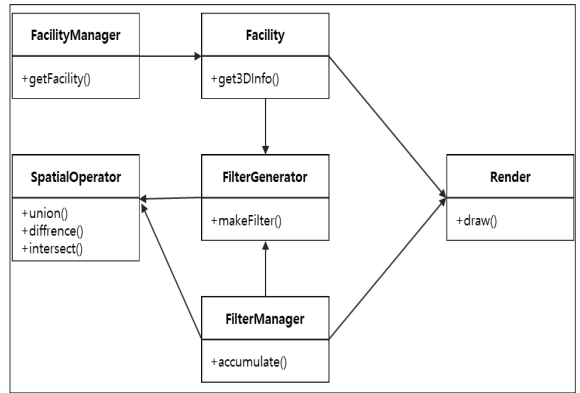 FacilityManager
+getFacility()
Facility
+get3DInfo()
SpatialOperator
+union()
+diffrence()
+intersect()
FilterGenerator
+makeFilter()
Render
+draw()
FilterManager
+accumulate()